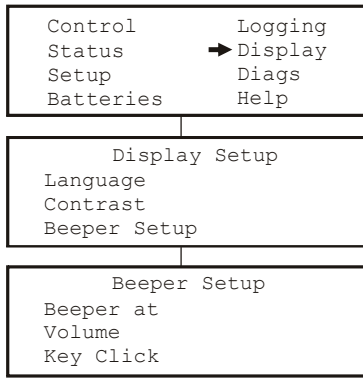 Control Logging
Status Display
Setup Diags
Batteries Help
Display Setup
Language
Contrast
Beeper Setup
Beeper Setup
Beeper at
Volume
Key Click